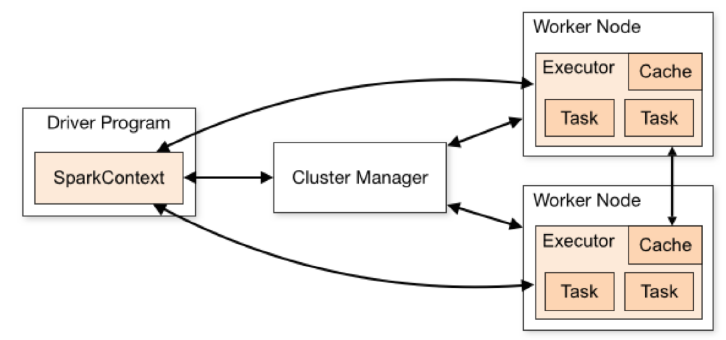 Driver Program
SparkContext
Cluster Manager
Worker Node
Executor
Cache
Task
Task
Worker Node
Executor
Cache
Task
Task